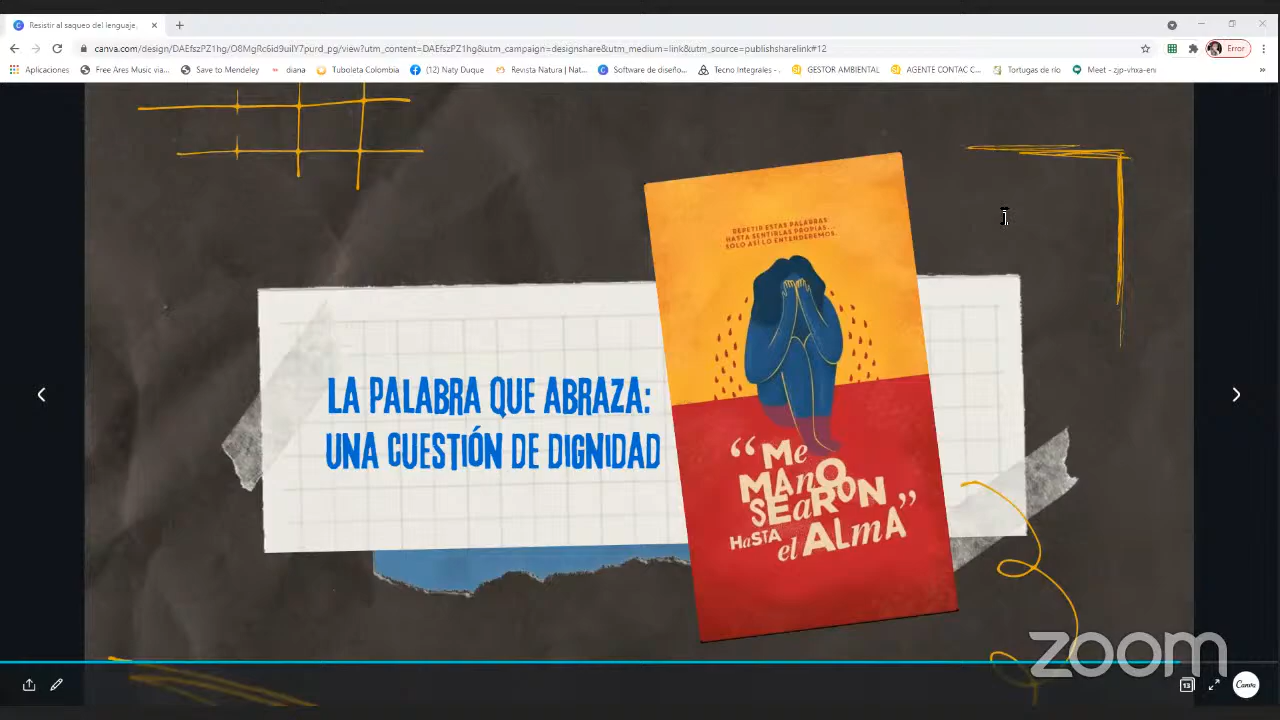 Resistir al saqueo del lenguaje.
canva.com/design/DAEfszPZ1hg/O8MgRc6id9uiIY7purd_pg/view?utm_content=DAEfszPZ1hg&utm_campaign=designshare&utm_medium=link&utm_source=publishsharelink#12
Error
Aplicaciones
Free Ares Music via...
Save to Mendeley
diana
Tuboleta Colombia
(12) Naty Duque
Revista Natura | Nat...
Software de diseño...
Tecno Integrales -...
GESTOR AMBIENTAL
AGENTE CONTAC C...
Tortugas de río
Meet - zjp-vhxa-eni
»
REPETIR ESTAS PALABRAS
HASTA SENTIRLAS PROPIAS...
SOLO ASÍ LO ENTENDEREMOS.
LA PALABRA QUE ABRAZA:
UNA CUESTIÓN DE DIGNIDAD
“Me
MAnO
SEaRON
HaSTA
el ALmA”
zoom
13
Canva